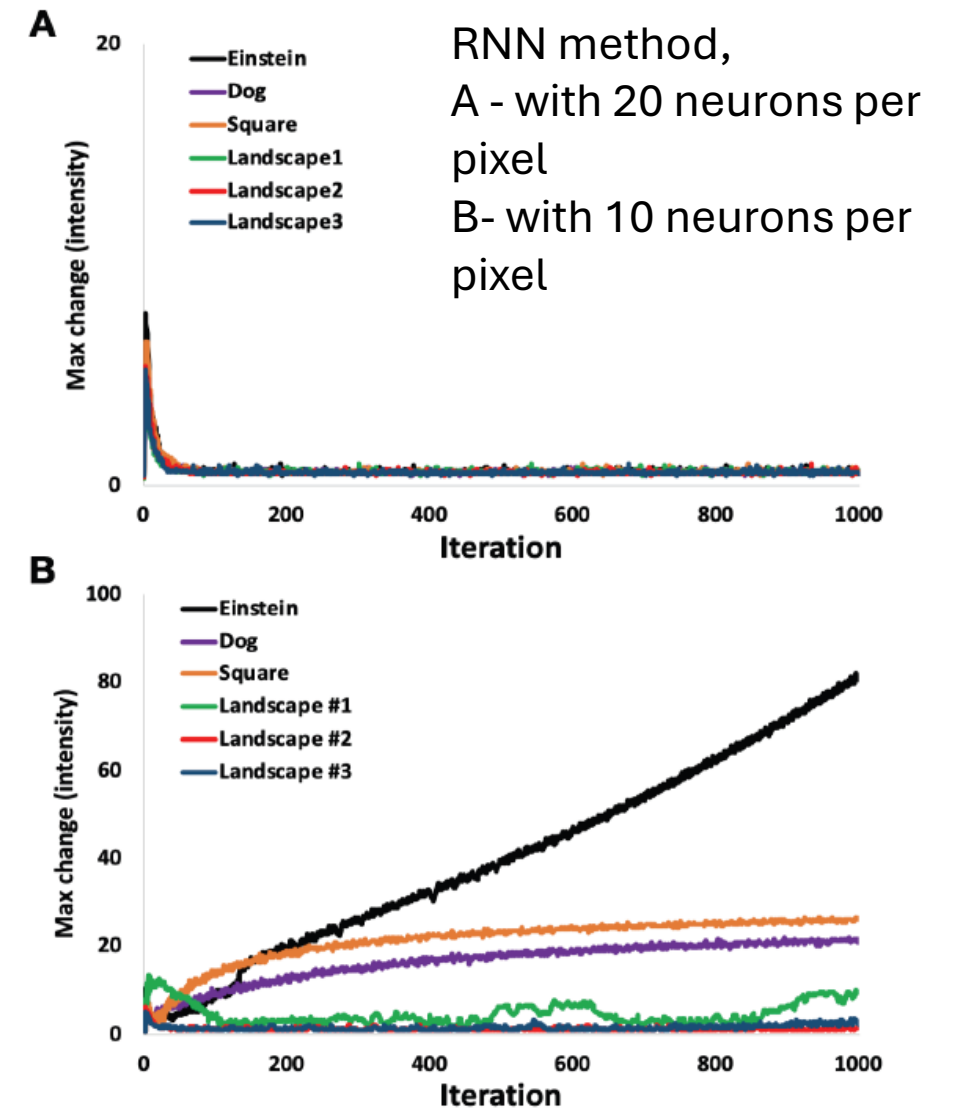 A
RNN method,
A - with 20 neurons per
pixel
B- with 10 neurons per
pixel
20
0
Max change (intensity)
Einstein
Dog
Square
Landscape1
Landscape2
Landscape3
0 200 400 600 800 1000
Iteration
B
100
80
60
40
20
0
Max change (intensity)
Einstein
Dog
Square
Landscape #1
Landscape #2
Landscape #3
0 200 400 600 800 1000
Iteration